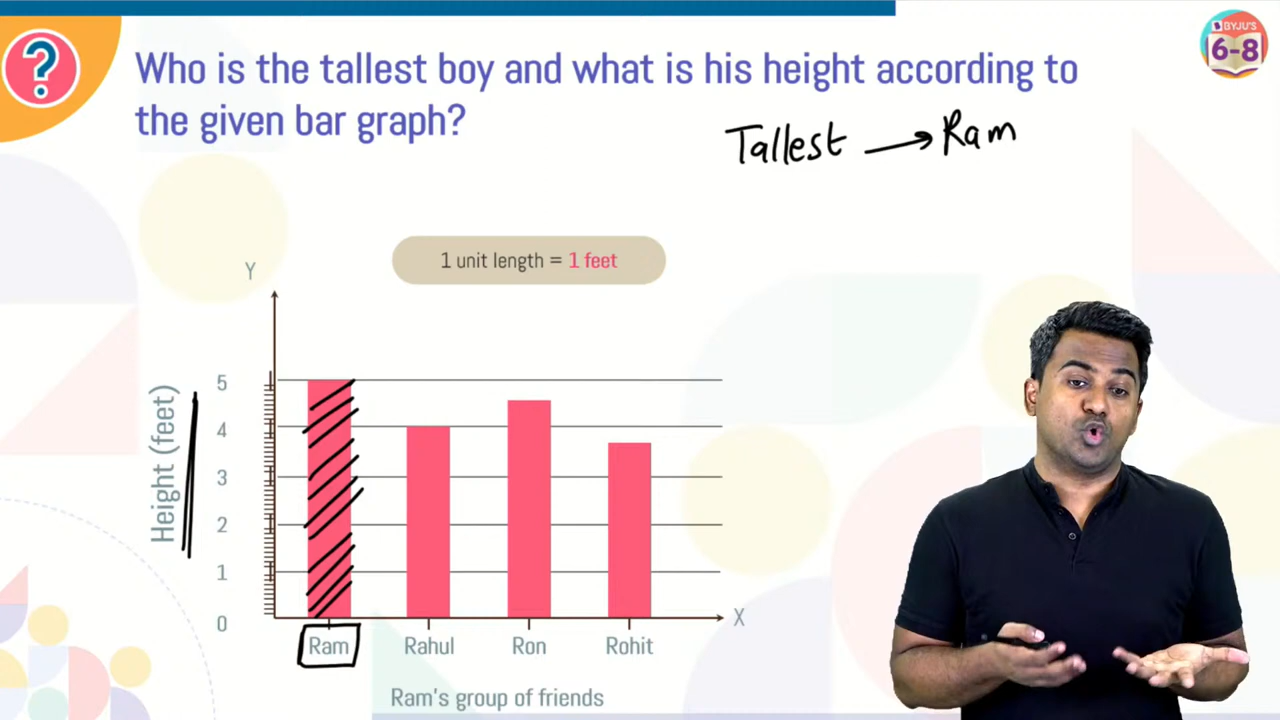 BYJU'S
6-8
?
Who is the tallest boy and what is his height according to
the given bar graph?
Tallest → Ram
1 unit length = 1 feet
Y
5
4
3
2
1
0
Height (feet)
X
Ram Rahul Ron Rohit
Ram's group of friends